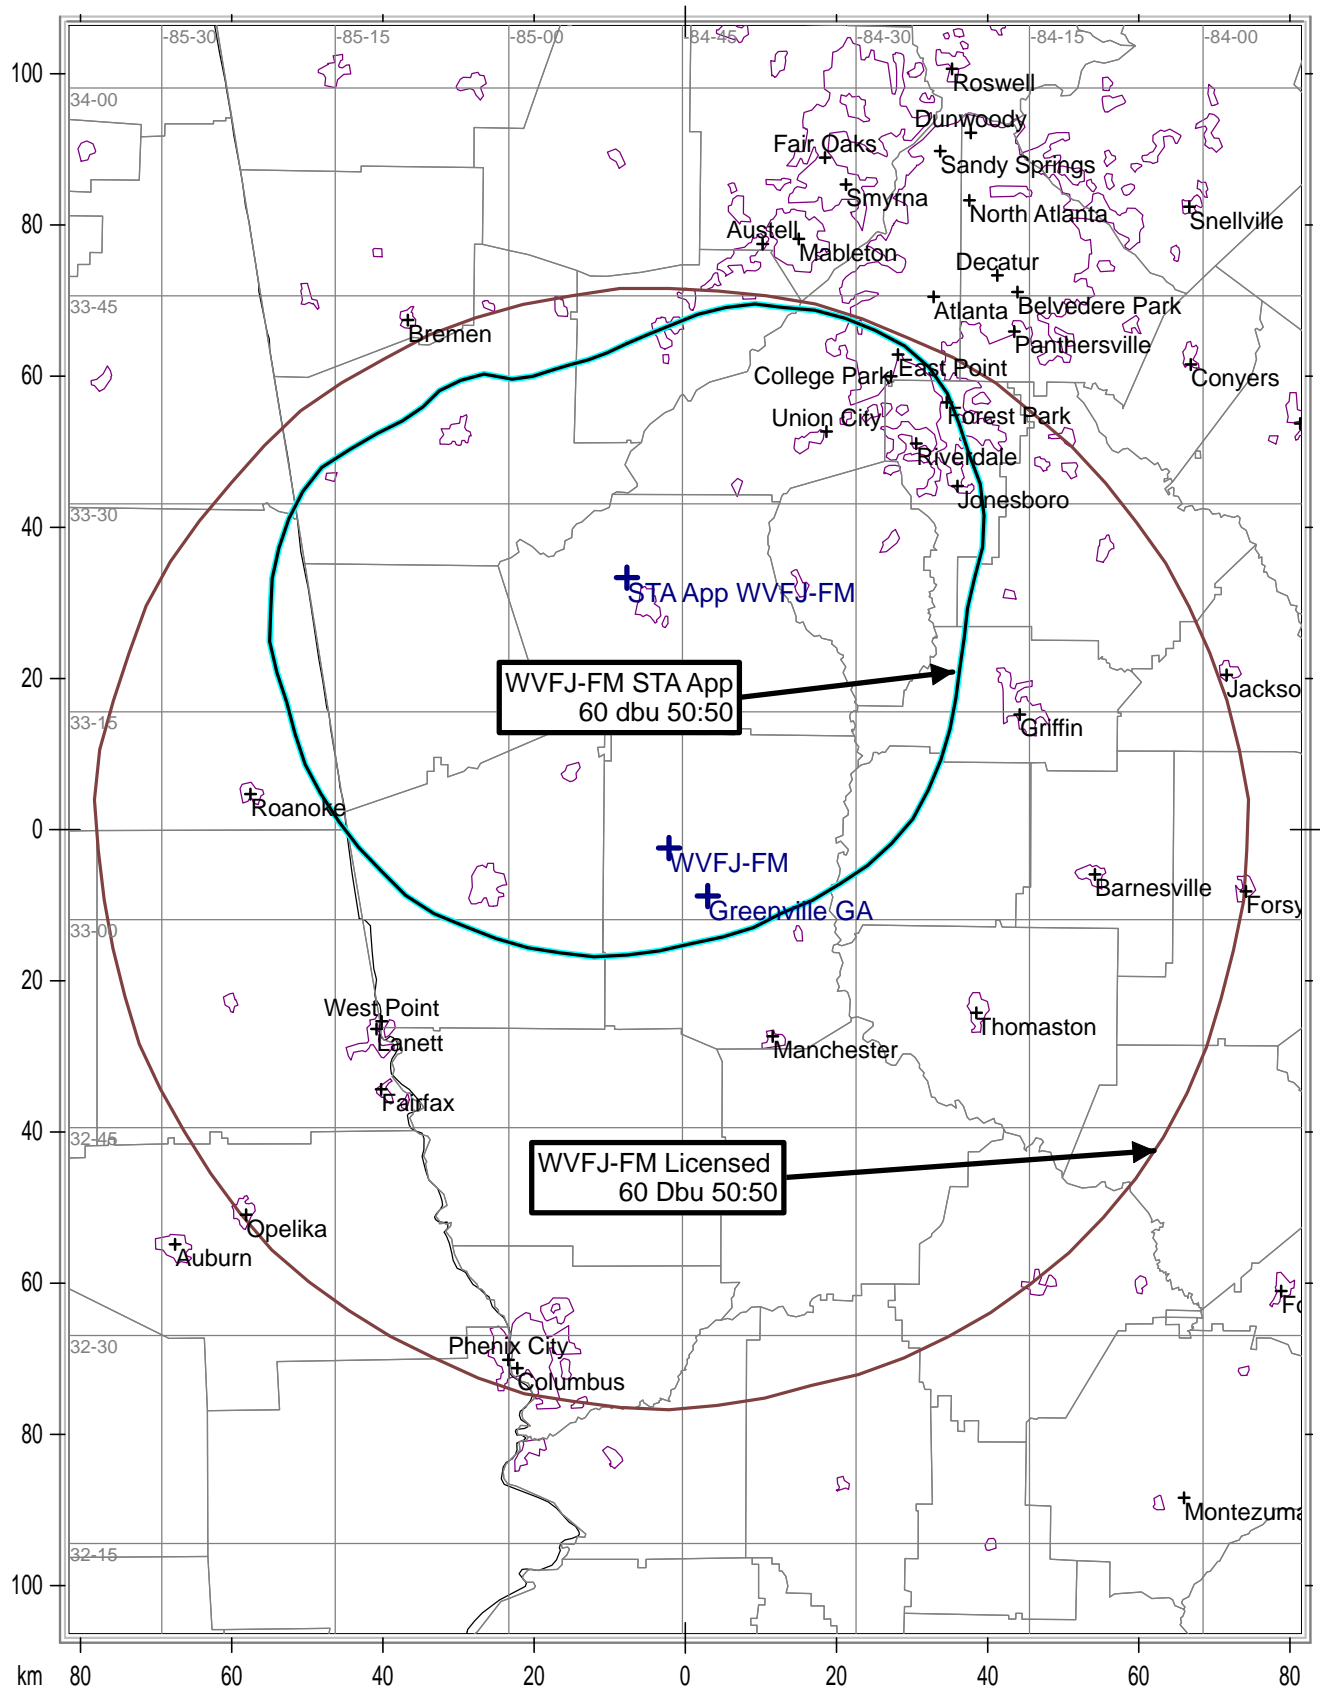 -85-30
-85-15
-85-00
-84-45
-84-30
-84-15
-84-00
100
34-00
Roswell
Dunwoody
Fair Oaks
Sandy Springs
Smyrna
North Atlanta
80
Snellville
Austell
Mableton
Decatur
33-45
Belvedere Park
Atlanta
Bremen
Panthersville
60
College Park
East Point
Conyers
Union City
Forest Park
Riverdale
Jonesboro
40
33-30
STA App WVFJ-FM
20
WVFJ-FM STA App
60 dbu 50:50
Jackso
33-15
Griffin
Roanoke
0
WVFJ-FM
Barnesville
Forsy
Greenville GA
33-00
20
West Point
Thomaston
Lanett
Manchester
Fairfax
40
32-45
WVFJ-FM Licensed
60 Dbu 50:50
Opelika
Auburn
60
Fo
32-30
Phenix City
Columbus
80
Montezuma
32-15
100
km
80
60
40
20
0
20
40
60
80